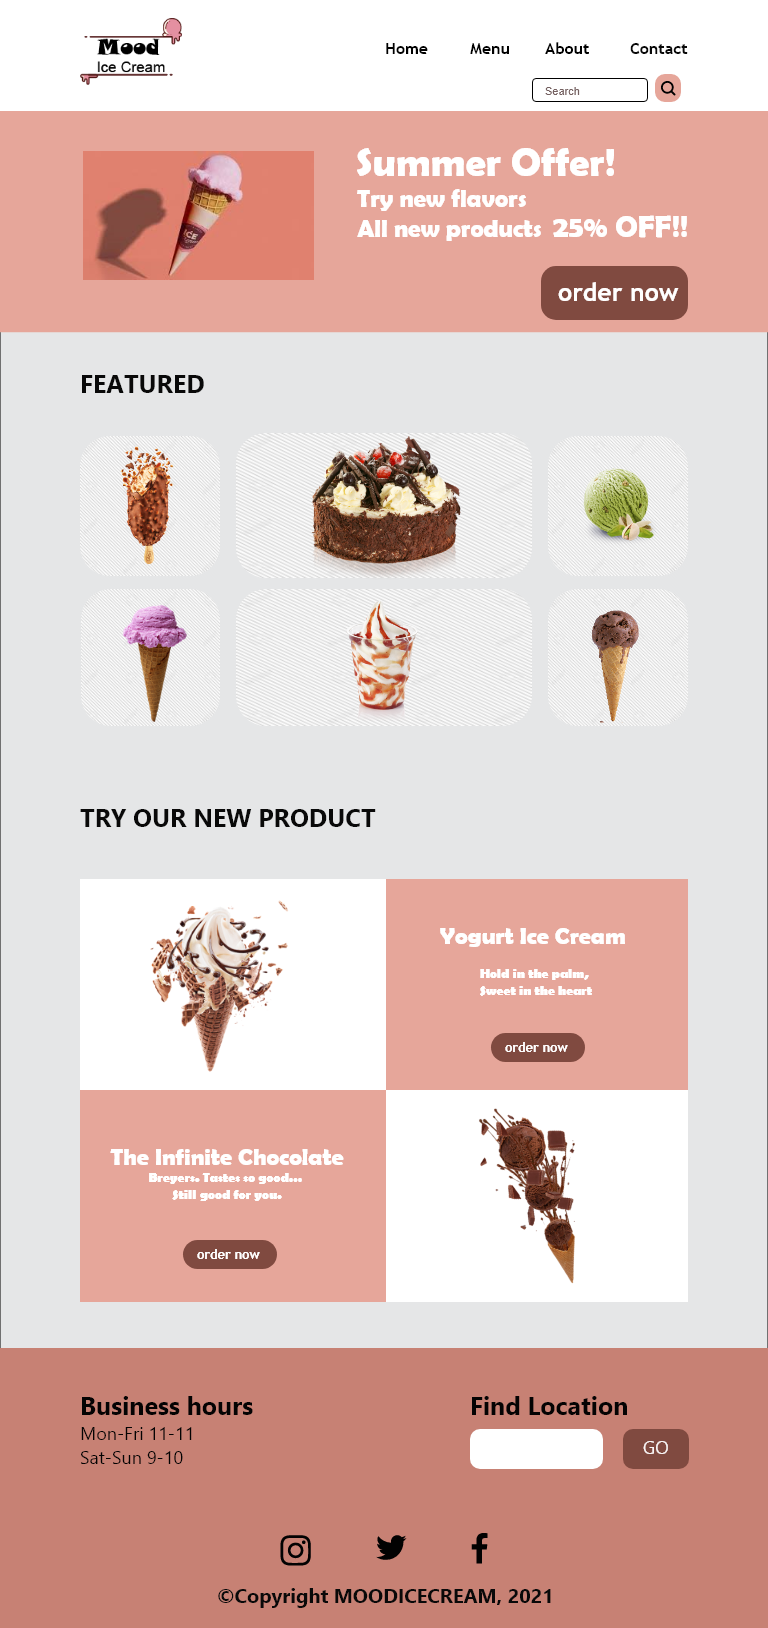 Mood
Ice Cream
Home Menu About Contact
Search
Summer Offer!
Try new flavors
All new products 25% OFF!!
order now
ICE
FEATURED
TRY OUR NEW PRODUCT
Yogurt Ice Cream
Hold in the palm,
Sweet in the heart
order now
The Infinite Chocolate
Breyers. Tastes so good...
Still good for you.
order now
Business hours
Mon-Fri 11-11
Sat-Sun 9-10
Find Location
GO
©Copyright MOODICECREAM, 2021